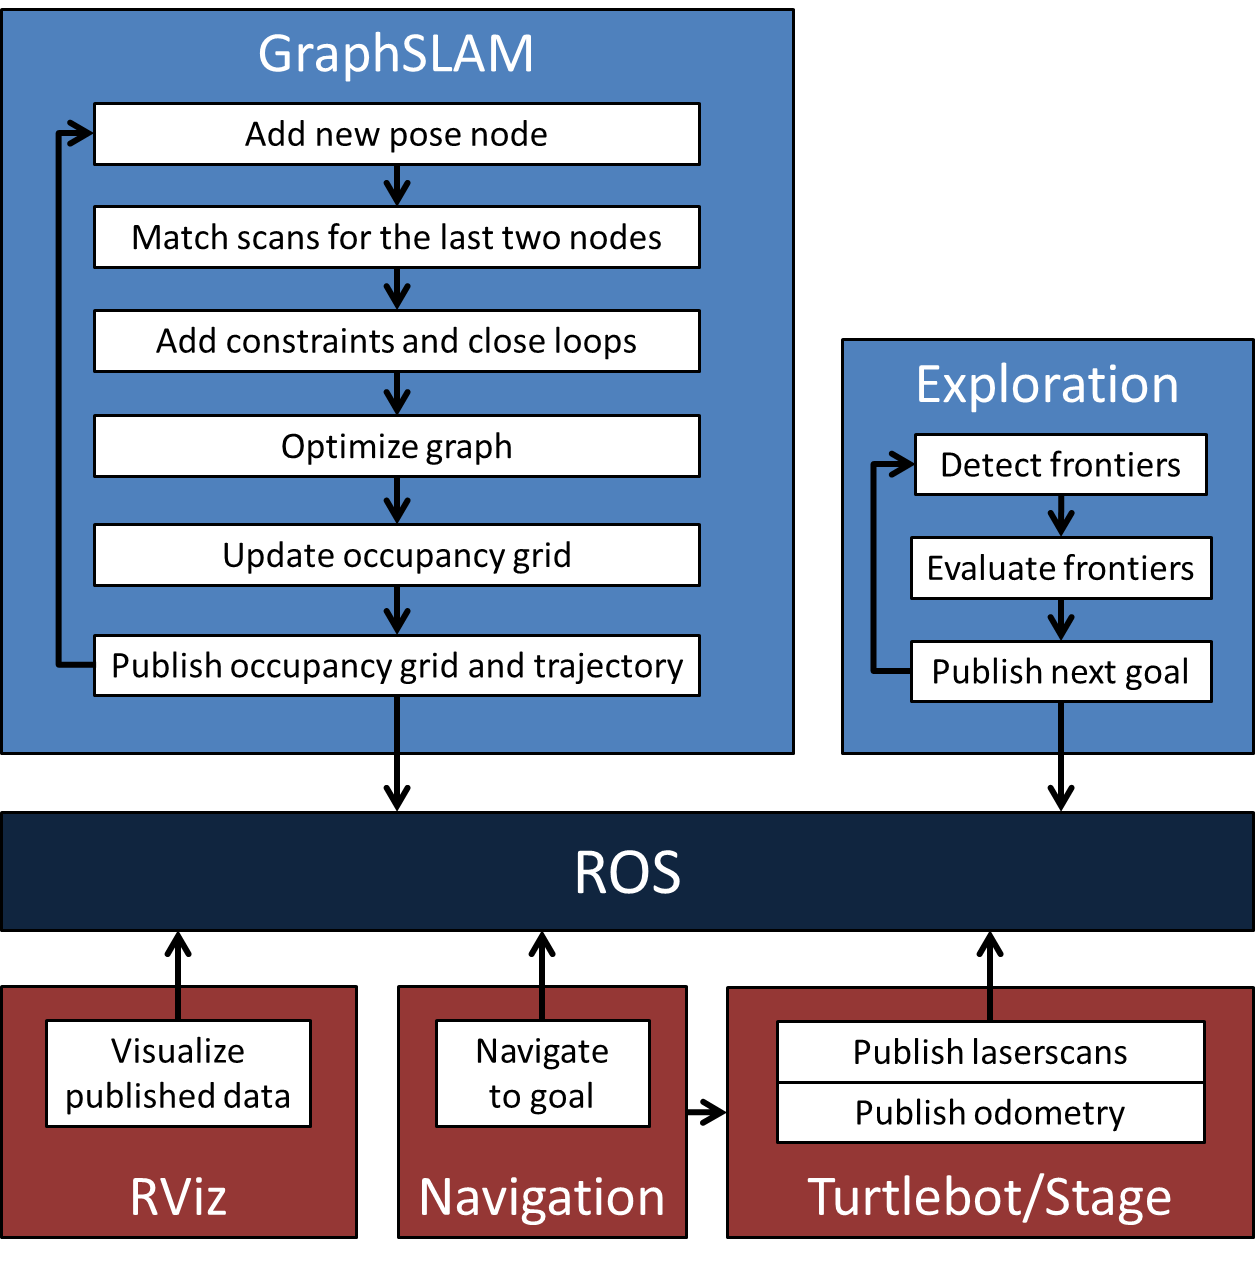 GraphSLAM
Add new pose node
Match scans for the last two nodes
Add constraints and close loops
Optimize graph
Update occupancy grid
Publish occupancy grid and trajectory
Exploration
Detect frontiers
Evaluate frontiers
Publish next goal
ROS
Visualize
published data
RViz
Navigate
to goal
Navigation
Publish laserscans
Publish odometry
Turtlebot/Stage